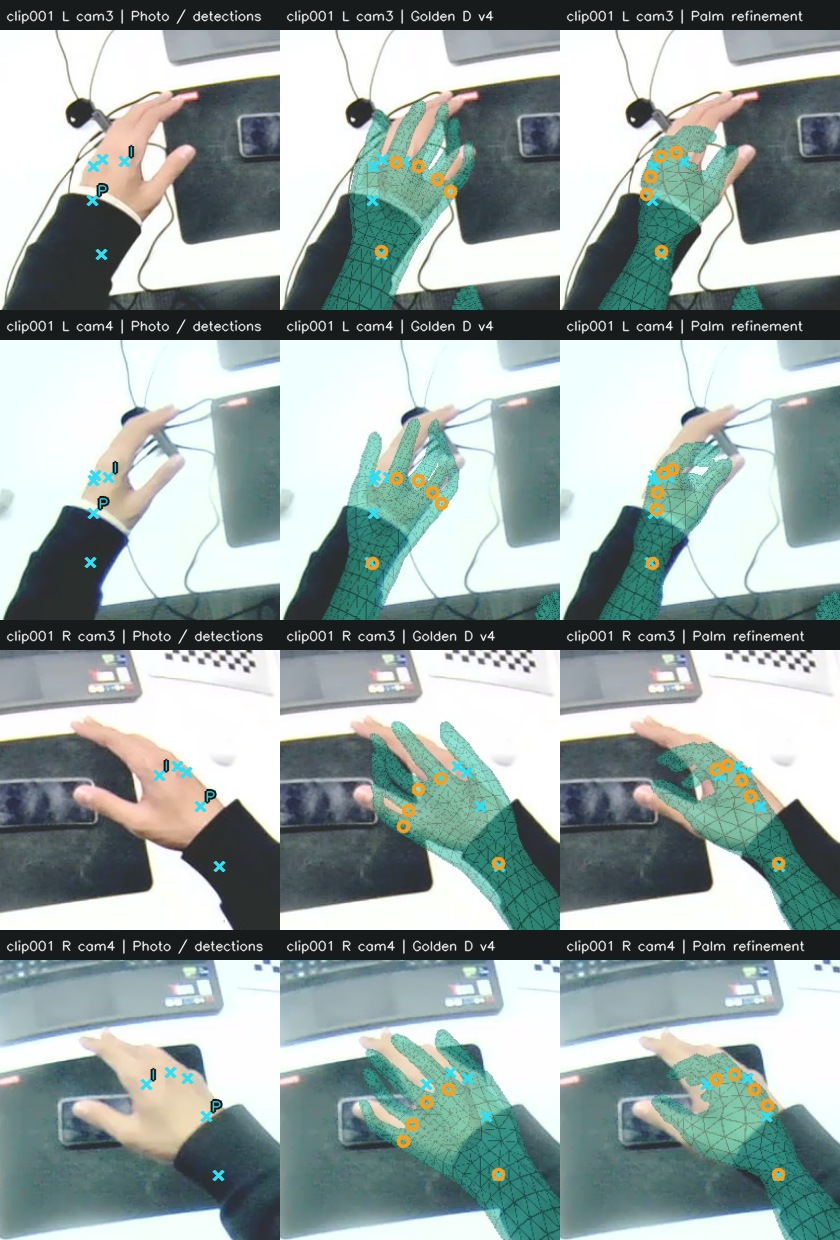 clip001 L cam3 | Photo / detections
clip001 L cam3 | Golden D v4
clip001 L cam3 | Palm refinement
I
P
clip001 L cam4 | Photo / detections
clip001 L cam4 | Golden D v4
clip001 L cam4 | Palm refinement
I
P
clip001 R cam3 | Photo / detections
clip001 R cam3 | Golden D v4
clip001 R cam3 | Palm refinement
I
P
clip001 R cam4 | Photo / detections
clip001 R cam4 | Golden D v4
clip001 R cam4 | Palm refinement
I
P